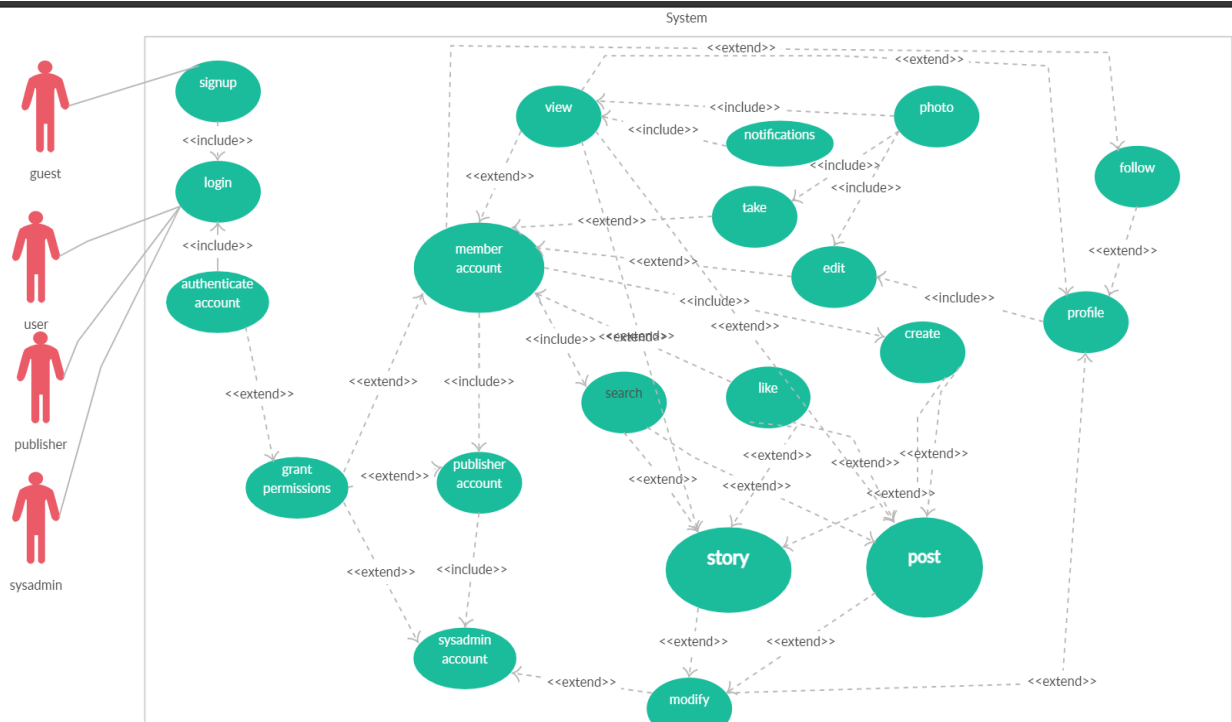 System
<<extend>>
<<extend>>
signup
view
<<include>>
photo
notifications
<<include>>
<<include>>
guest
<<include>>
<<include>>
login
<<extend>>
follow
take
<<extend>>
<<include>>
member
account
<<extend>>
<<extend>>
edit
authenticate
account
<<include>>
<<include>>
profile
user
<<extend>>
create
<<include>>
<<extend>>
<<extend>>
<<extend>>
<<include>>
search
like
<<extend>>
publisher
grant
permissions
<<extend>>
publisher
account
<<extend>>
<<extend>>
<<extend>>
<<extend>>
<<extend>>
<<extend>>
story
post
sysadmin
<<extend>>
<<include>>
sysadmin
account
<<extend>>
<<extend>>
<<extend>>
<<extend>>
modify